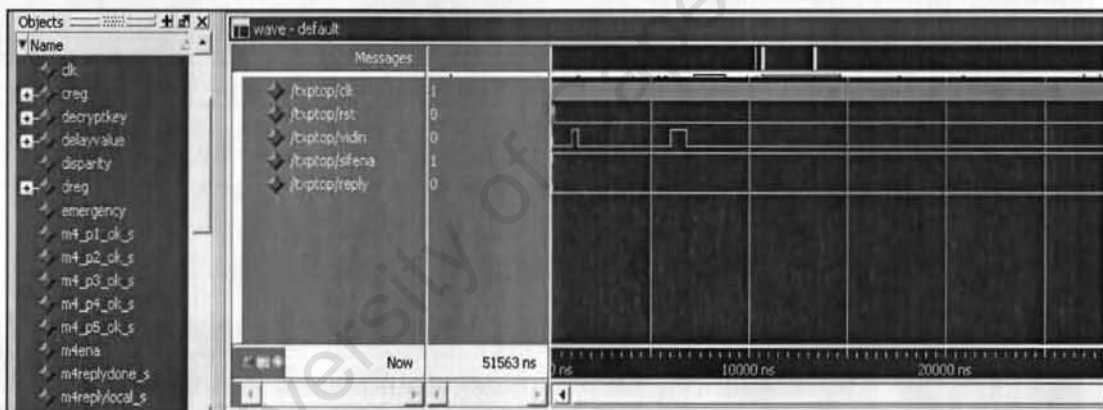 Objects
Name
clk
creg
decryptkey
delayvalue
disparity
dreg
emergency
m4_p1_ok_s
m4_p2_ok_s
m4_p3_ok_s
m4_p4_ok_s
m4_p5_ok_s
m4ena
m4replydone_s
m4replylocal_s
wave - default
Messages
/txptop/clk 1
/txptop/rst 0
/txptop/vidin 0
/txptop/sifena 1
/txptop/reply 0
Now 51563 ns
ns 10000 ns 20000 ns
versity of